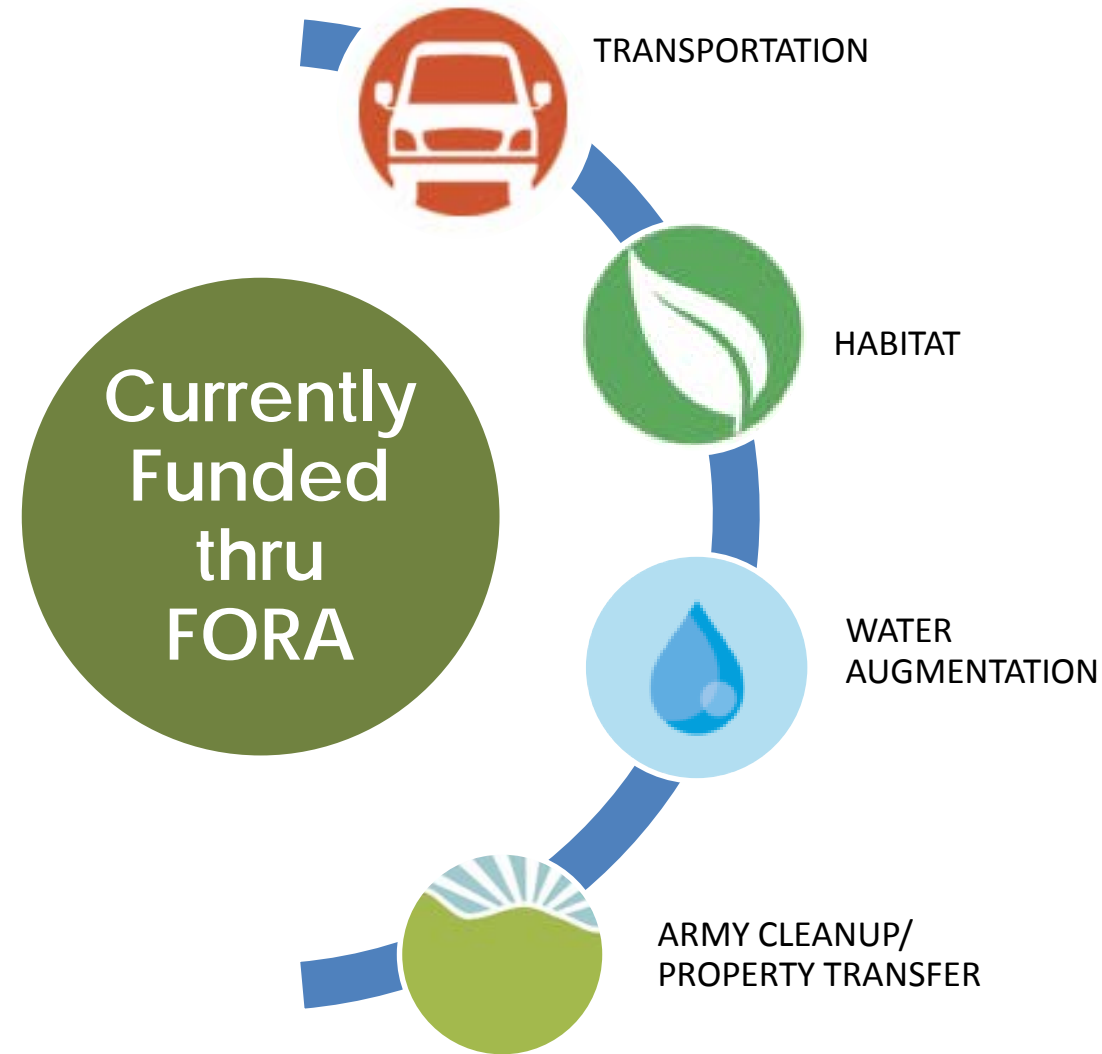 TRANSPORTATION
HABITAT
Currently
Funded
thru
FORA
WATER
AUGMENTATION
ARMY CLEANUP/
PROPERTY TRANSFER